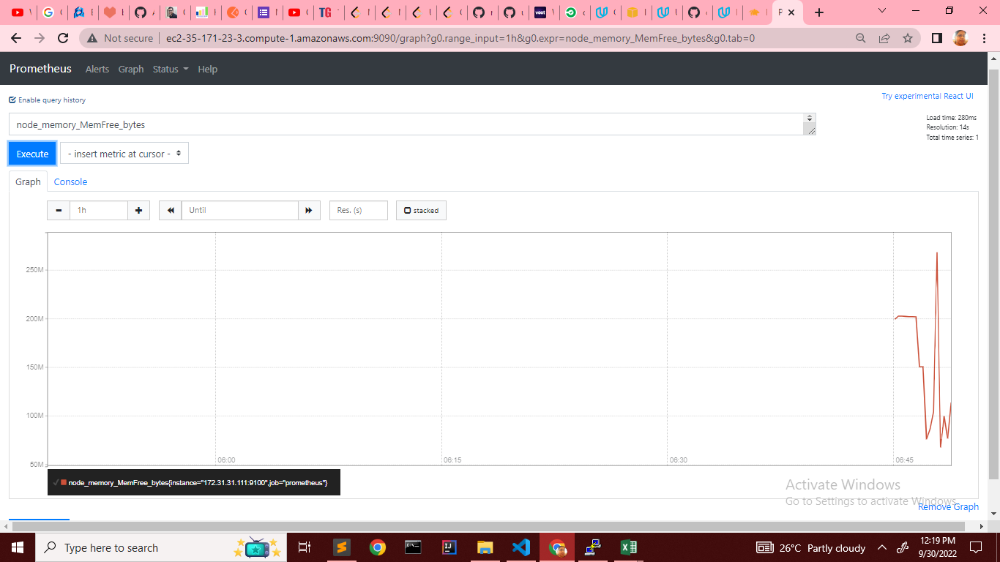 Not secure
ec2-35-171-23-3.compute-1.amazonaws.com:9090/graph?g0.range_input=1h&g0.expr=node_memory_MemFree_bytes&g0.tab=0
Prometheus Alerts Graph Status Help
Enable query history
Try experimental React UI
node_memory_MemFree_bytes
Load time: 280ms
Resolution: 14s
Total time series: 1
Execute
- insert metric at cursor -
Graph Console
1h Until Res. (s) stacked
250M
200M
150M
100M
50M
06:00 06:15 06:30 06:45
node_memory_MemFree_bytes{instance="172.31.31.111:9100",job="prometheus"}
Activate Windows
Go to Settings to activate Windows.
Remove Graph
Type here to search
26°C Partly cloudy
12:19 PM
9/30/2022